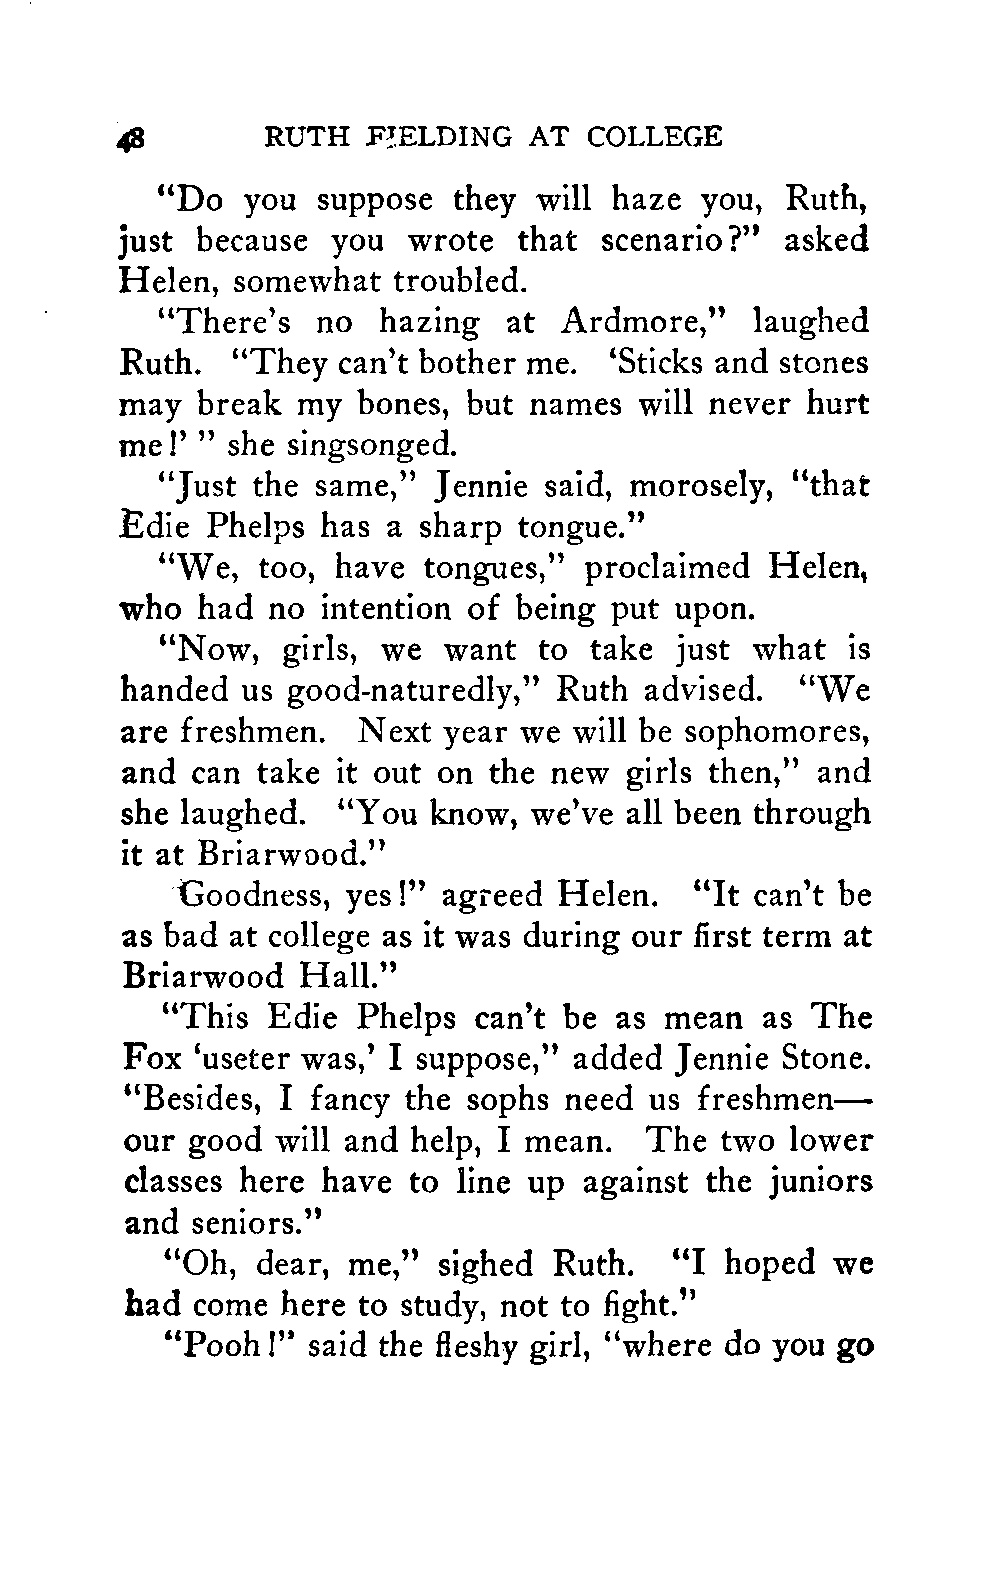 48 RUTH FIELDING AT COLLEGE
“Do you suppose they will haze you, Ruth,
just because you wrote that scenario?” asked
Helen, somewhat troubled.
“There’s no hazing at Ardmore,” laughed
Ruth. “They can’t bother me. ‘Sticks and stones
may break my bones, but names will never hurt
me!’ ” she singsonged.
“Just the same,” Jennie said, morosely, “that
Edie Phelps has a sharp tongue.”
“We, too, have tongues,” proclaimed Helen,
who had no intention of being put upon.
“Now, girls, we want to take just what is
handed us good-naturedly,” Ruth advised. “We
are freshmen. Next year we will be sophomores,
and can take it out on the new girls then,” and
she laughed. “You know, we’ve all been through
it at Briarwood.”
Goodness, yes!” agreed Helen. “It can’t be
as bad at college as it was during our first term at
Briarwood Hall.”
“This Edie Phelps can’t be as mean as The
Fox ‘useter was,’ I suppose,” added Jennie Stone.
“Besides, I fancy the sophs need us freshmen—
our good will and help, I mean. The two lower
classes here have to line up against the juniors
and seniors.”
“Oh, dear, me,” sighed Ruth. “I hoped we
had come here to study, not to fight.”
“Pooh!” said the fleshy girl, “where do you go